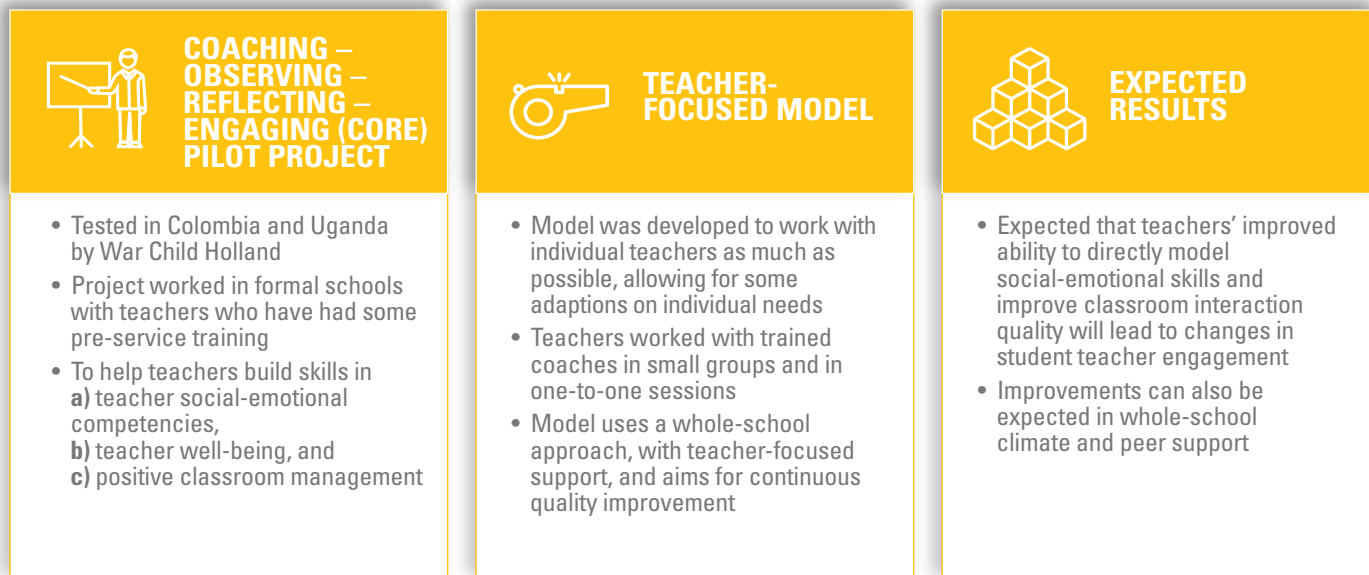 COACHING –
OBSERVING –
REFLECTING –
ENGAGING (CORE)
PILOT PROJECT
• Tested in Colombia and Uganda
by War Child Holland
• Project worked in formal schools
with teachers who have had some
pre-service training
• To help teachers build skills in
a) teacher social-emotional
competencies,
b) teacher well-being, and
c) positive classroom management
TEACHER-
FOCUSED MODEL
• Model was developed to work with
individual teachers as much as
possible, allowing for some
adaptions on individual needs
• Teachers worked with trained
coaches in small groups and in
one-to-one sessions
• Model uses a whole-school
approach, with teacher-focused
support, and aims for continuous
quality improvement
EXPECTED
RESULTS
• Expected that teachers’ improved
ability to directly model
social-emotional skills and
improve classroom interaction
quality will lead to changes in
student teacher engagement
• Improvements can also be
expected in whole-school
climate and peer support